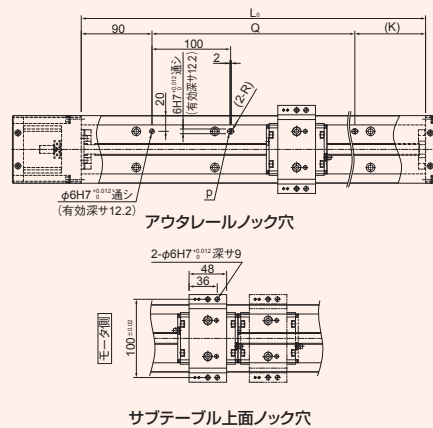 L₀
90
Q
(K)
100
2
20
6H7 +0.012 0 通シ
(有効深サ12.2)
(2-R)
φ6H7 +0.012 0 通シ
(有効深サ12.2)
p
アウタレールノック穴
2-φ6H7 +0.012 0 深サ9
48
36
100±0.02
モータ側
サブテーブル上面ノック穴